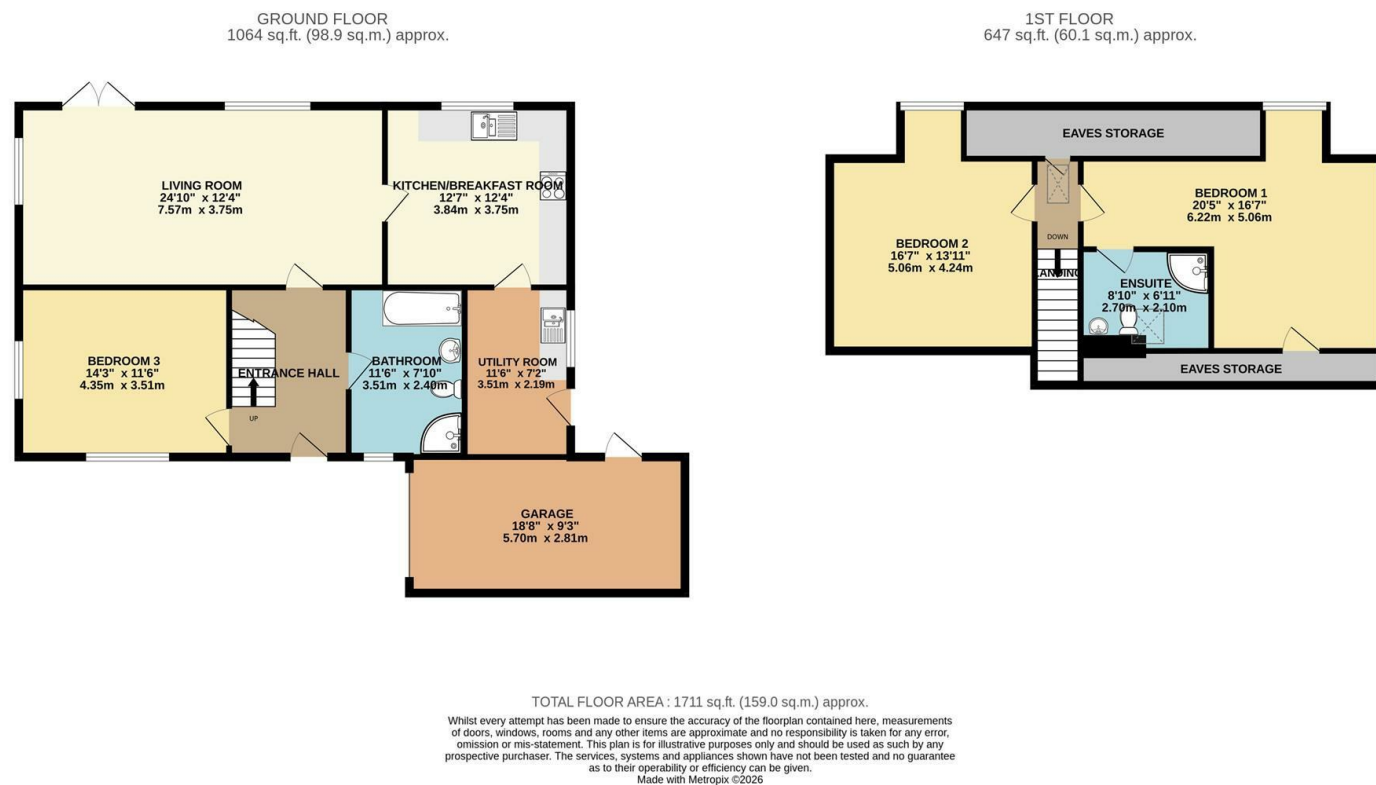 GROUND FLOOR
1064 sq.ft. (98.9 sq.m.) approx.
LIVING ROOM
24'10" x 12'4"
7.57m x 3.75m
KITCHEN/BREAKFAST ROOM
12'7" x 12'4"
3.84m x 3.75m
BEDROOM 3
14'3" x 11'6"
4.35m x 3.51m
ENTRANCE HALL
UP
BATHROOM
11'6" x 7'10"
3.51m x 2.40m
UTILITY ROOM
11'6" x 7'2"
3.51m x 2.19m
GARAGE
18'8" x 9'3"
5.70m x 2.81m
1ST FLOOR
647 sq.ft. (60.1 sq.m.) approx.
EAVES STORAGE
BEDROOM 1
20'5" x 16'7"
6.22m x 5.06m
BEDROOM 2
16'7" x 13'11"
5.06m x 4.24m
DOWN
LANDING
ENSUITE
8'10" x 6'11"
2.70m x 2.10m
EAVES STORAGE
TOTAL FLOOR AREA : 1711 sq.ft. (159.0 sq.m.) approx.
Whilst every attempt has been made to ensure the accuracy of the floorplan contained here, measurements
of doors, windows, rooms and any other items are approximate and no responsibility is taken for any error,
omission or mis-statement. This plan is for illustrative purposes only and should be used as such by any
prospective purchaser. The services, systems and appliances shown have not been tested and no guarantee
as to their operability or efficiency can be given.
Made with Metropix ©2026